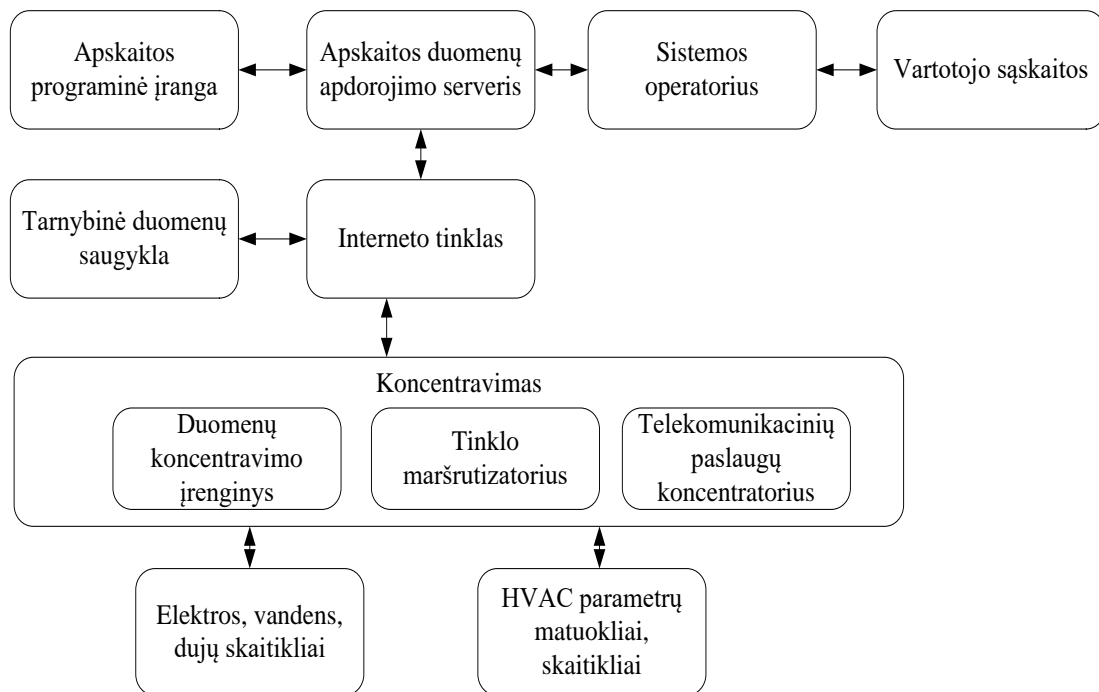 Apskaitos
programinė įranga
Apskaitos duomenų
apdorojimo serveris
Sistemos
operatorius
Vartotojo sąskaitos
Tarnybinė duomenų
saugykla
Interneto tinklas
Koncentravimas
Duomenų
koncentravimo
įrenginys
Tinklo
maršrutizatorius
Telekomunikacinių
paslaugų
koncentratorius
Elektros, vandens,
dujų skaitikliai
HVAC parametrų
matuokliai,
skaitikliai